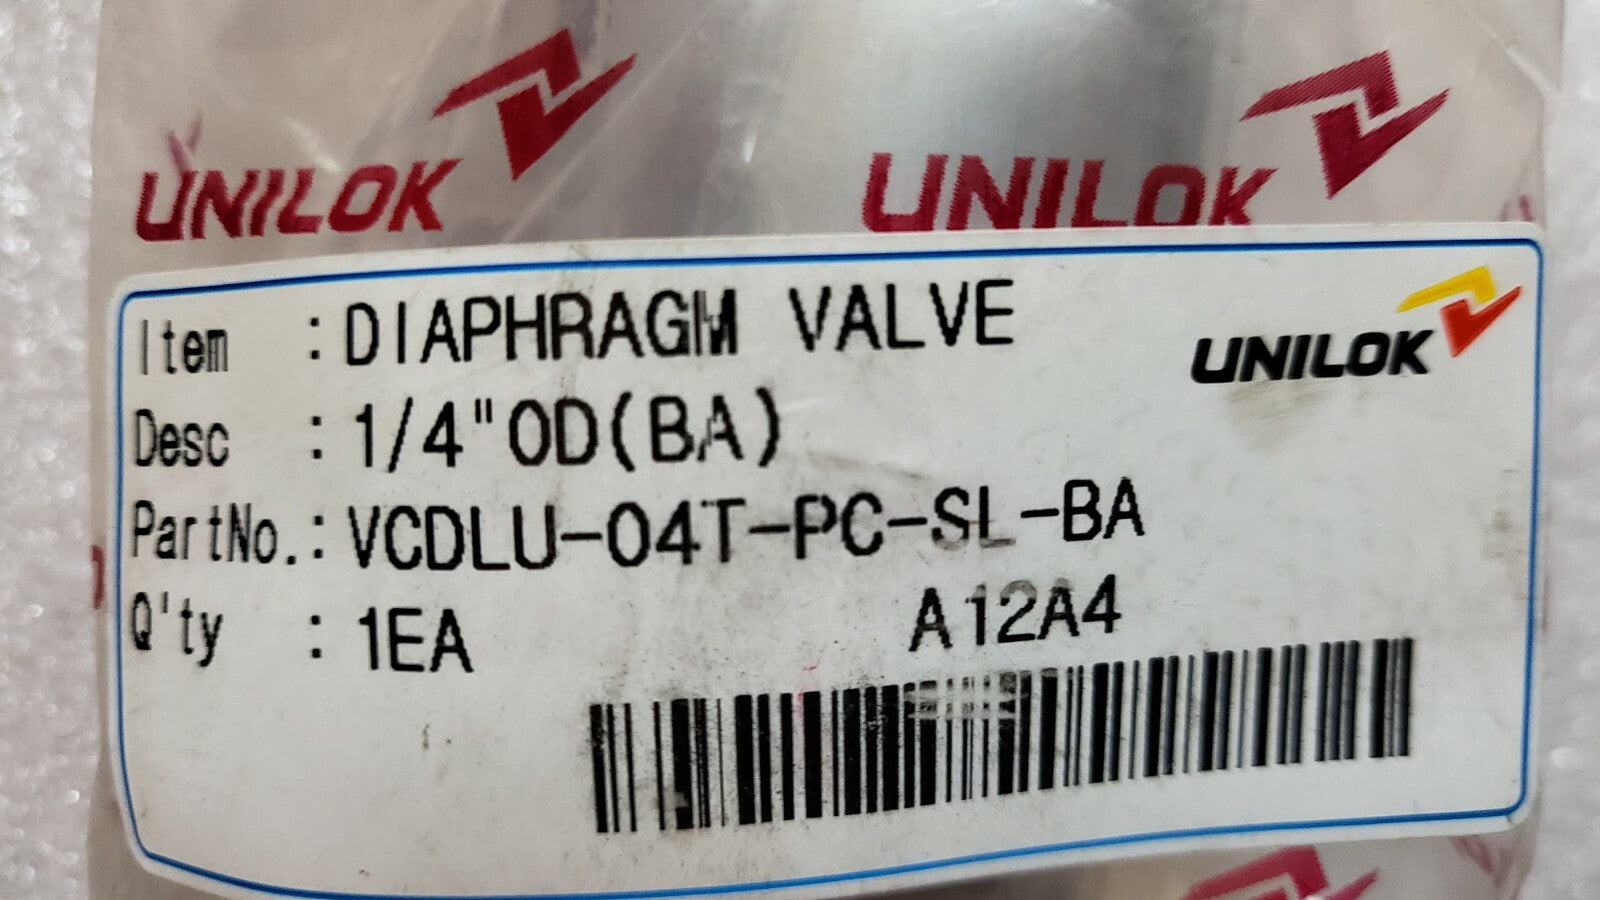 UNILOK
UNILOK
Item : DIAPHRAGM VALVE
UNILOK
Desc : 1/4"OD(BA)
PartNo.: VCDLU-04T-PC-SL-BA
Q'ty : 1EA
A12A4